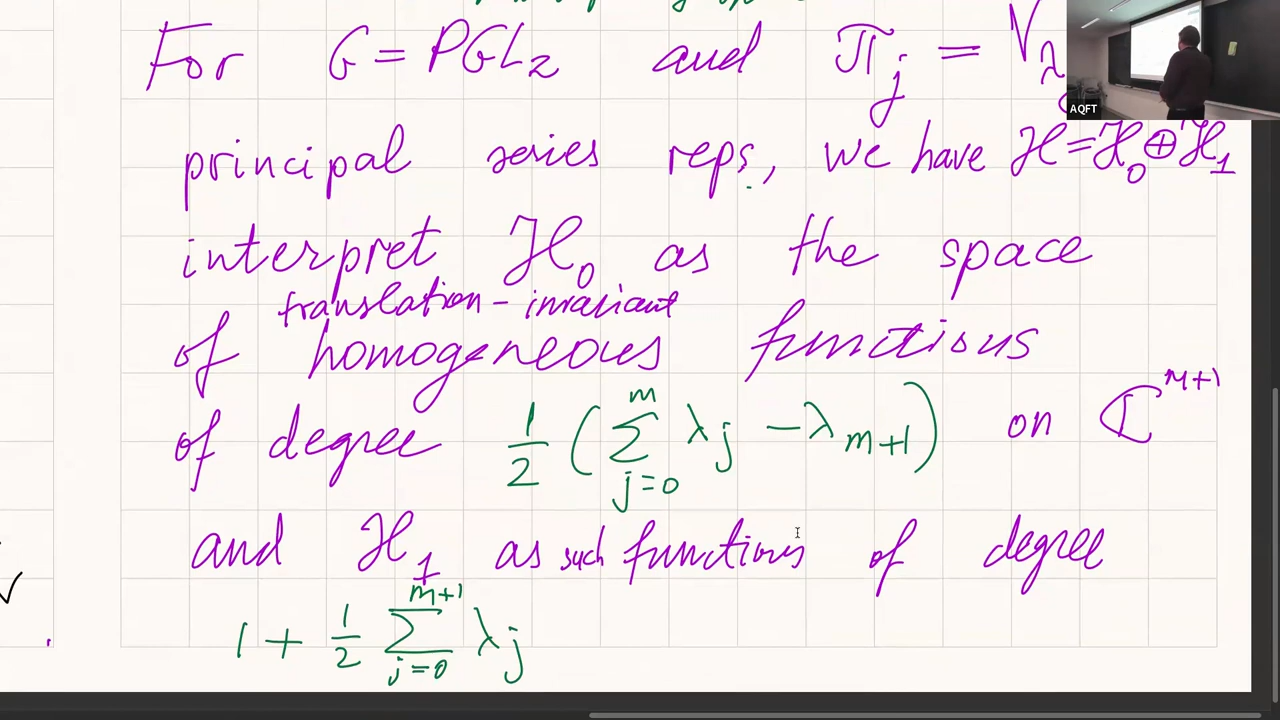 For G = PGL₂ and π_j = V_λ
principal series reps, we have ℋ=ℋ₀⊕ℋ₁
interpret ℋ₀ as the space
translation-invariant
of homogeneous functions
of degree 1/2 ( ∑_{j=0}^{m} λ_j − λ_{m+1} ) on ℂ^{m+1}
and ℋ₁ as such functions of degree
1 + 1/2 ∑_{j=0}^{m+1} λ_j
AQFT